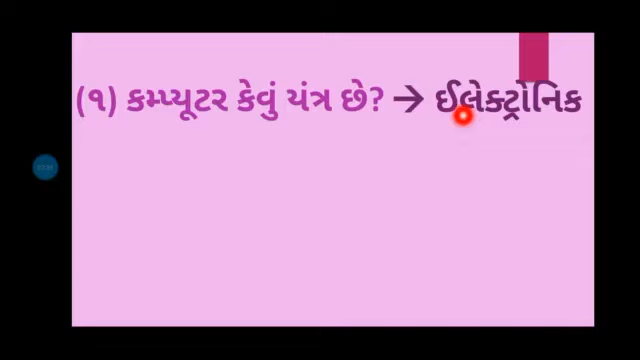 (૧) કમ્પ્યૂટર કેવું યંત્ર છે? → ઈલેક્ટ્રોનિક